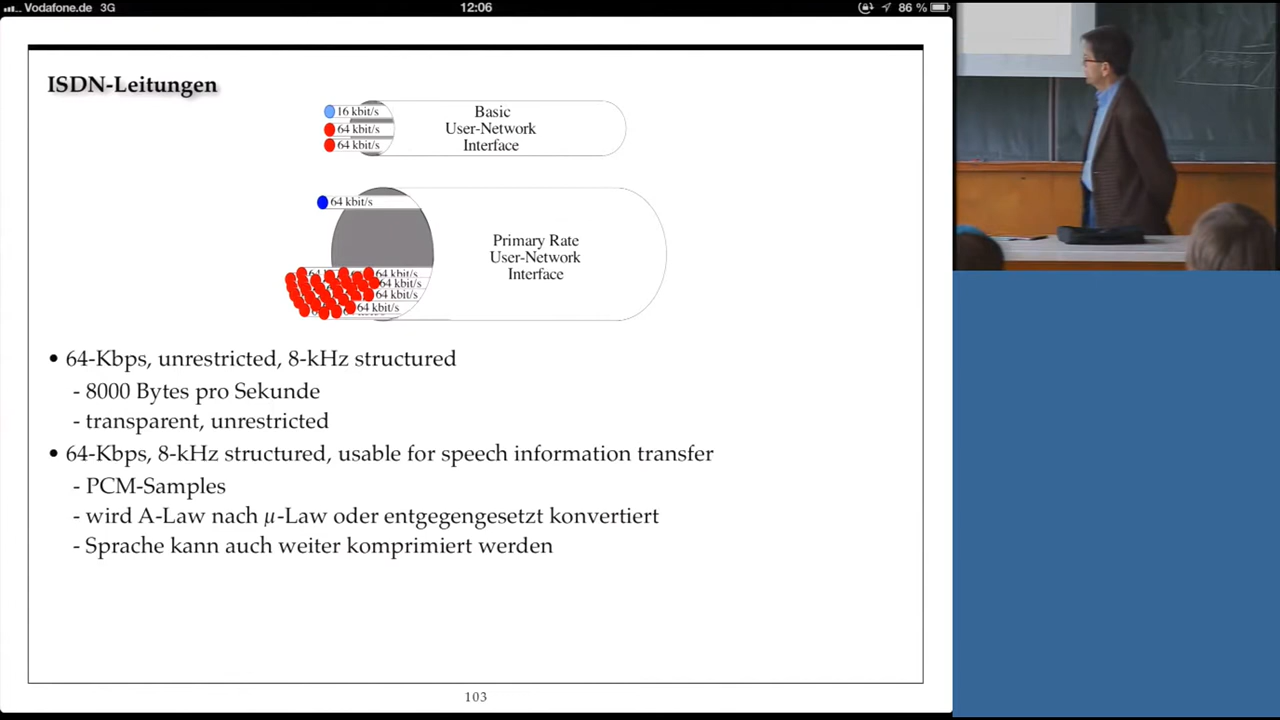 Vodafone.de 3G 12:06 86 %
ISDN-Leitungen
16 kbit/s
64 kbit/s
64 kbit/s
Basic
User-Network
Interface
64 kbit/s
Primary Rate
User-Network
Interface
64 kbit/s
64 kbit/s
64 kbit/s
64 kbit/s
• 64-Kbps, unrestricted, 8-kHz structured
- 8000 Bytes pro Sekunde
- transparent, unrestricted
• 64-Kbps, 8-kHz structured, usable for speech information transfer
- PCM-Samples
- wird A-Law nach µ-Law oder entgegengesetzt konvertiert
- Sprache kann auch weiter komprimiert werden
103